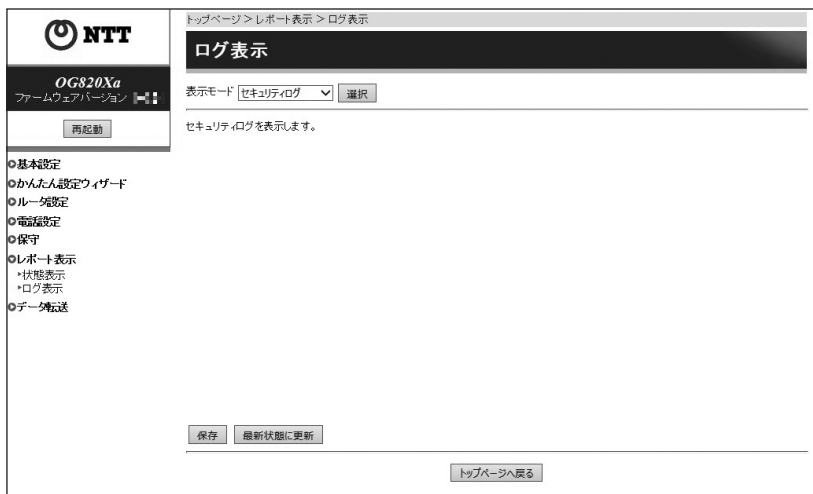 NTT
OG820Xa
ファームウェアバージョン
再起動
基本設定
かんたん設定ウィザード
ルータ設定
電話設定
保守
レポート表示
状態表示
ログ表示
データ転送
トップページ > レポート表示 > ログ表示
ログ表示
表示モード セキュリティログ 選択
セキュリティログを表示します。
保存 最新状態に更新
トップページへ戻る